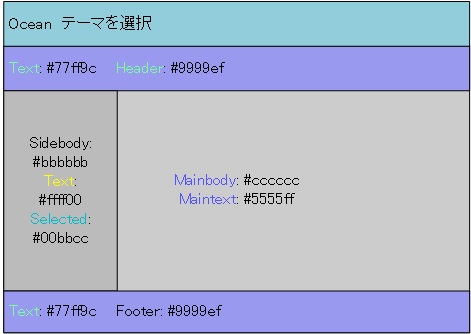 Ocean テーマを選択
Text: #77ff9c Header: #9999ef
Sidebody:
#bbbbbb
Text:
#ffff00
Selected:
#00bbcc
Mainbody: #cccccc
Maintext: #5555ff
Text: #77ff9c Footer: #9999ef